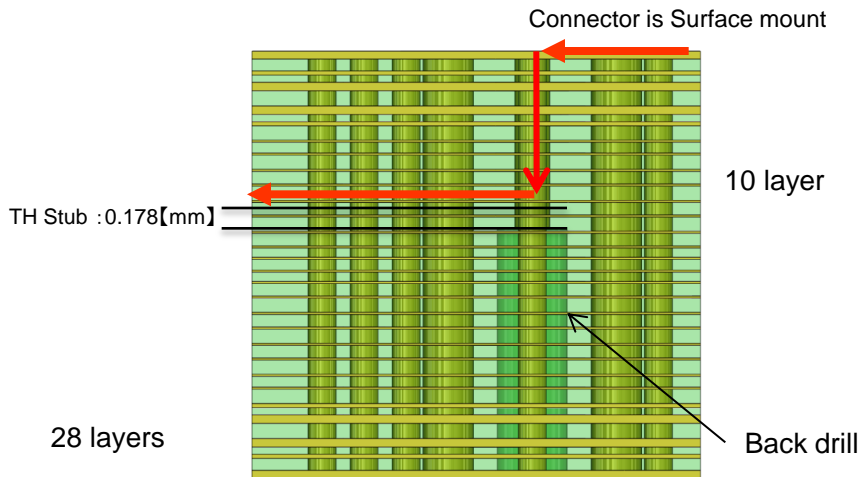 Connector is Surface mount
10 layer
TH Stub :0.178【mm】
28 layers
Back drill